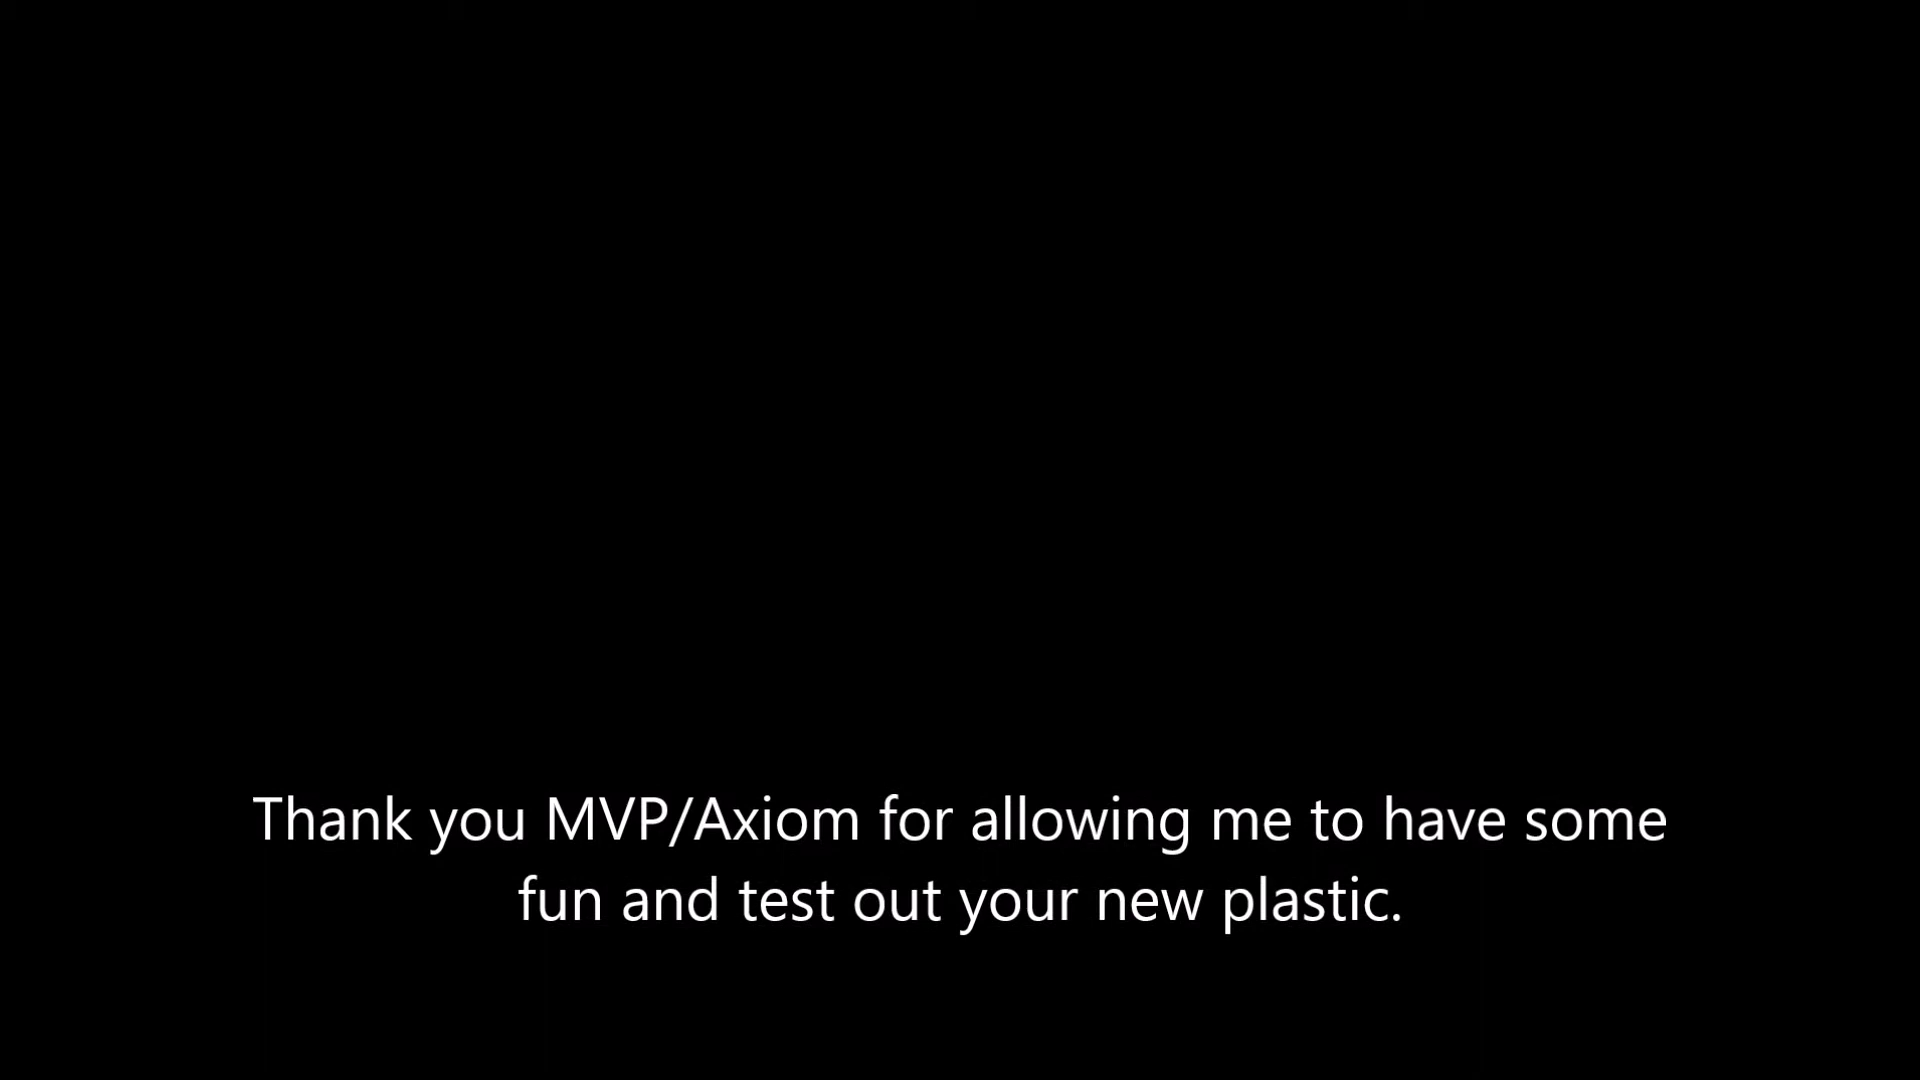 Thank you MVP/Axiom for allowing me to have some
fun and test out your new plastic.